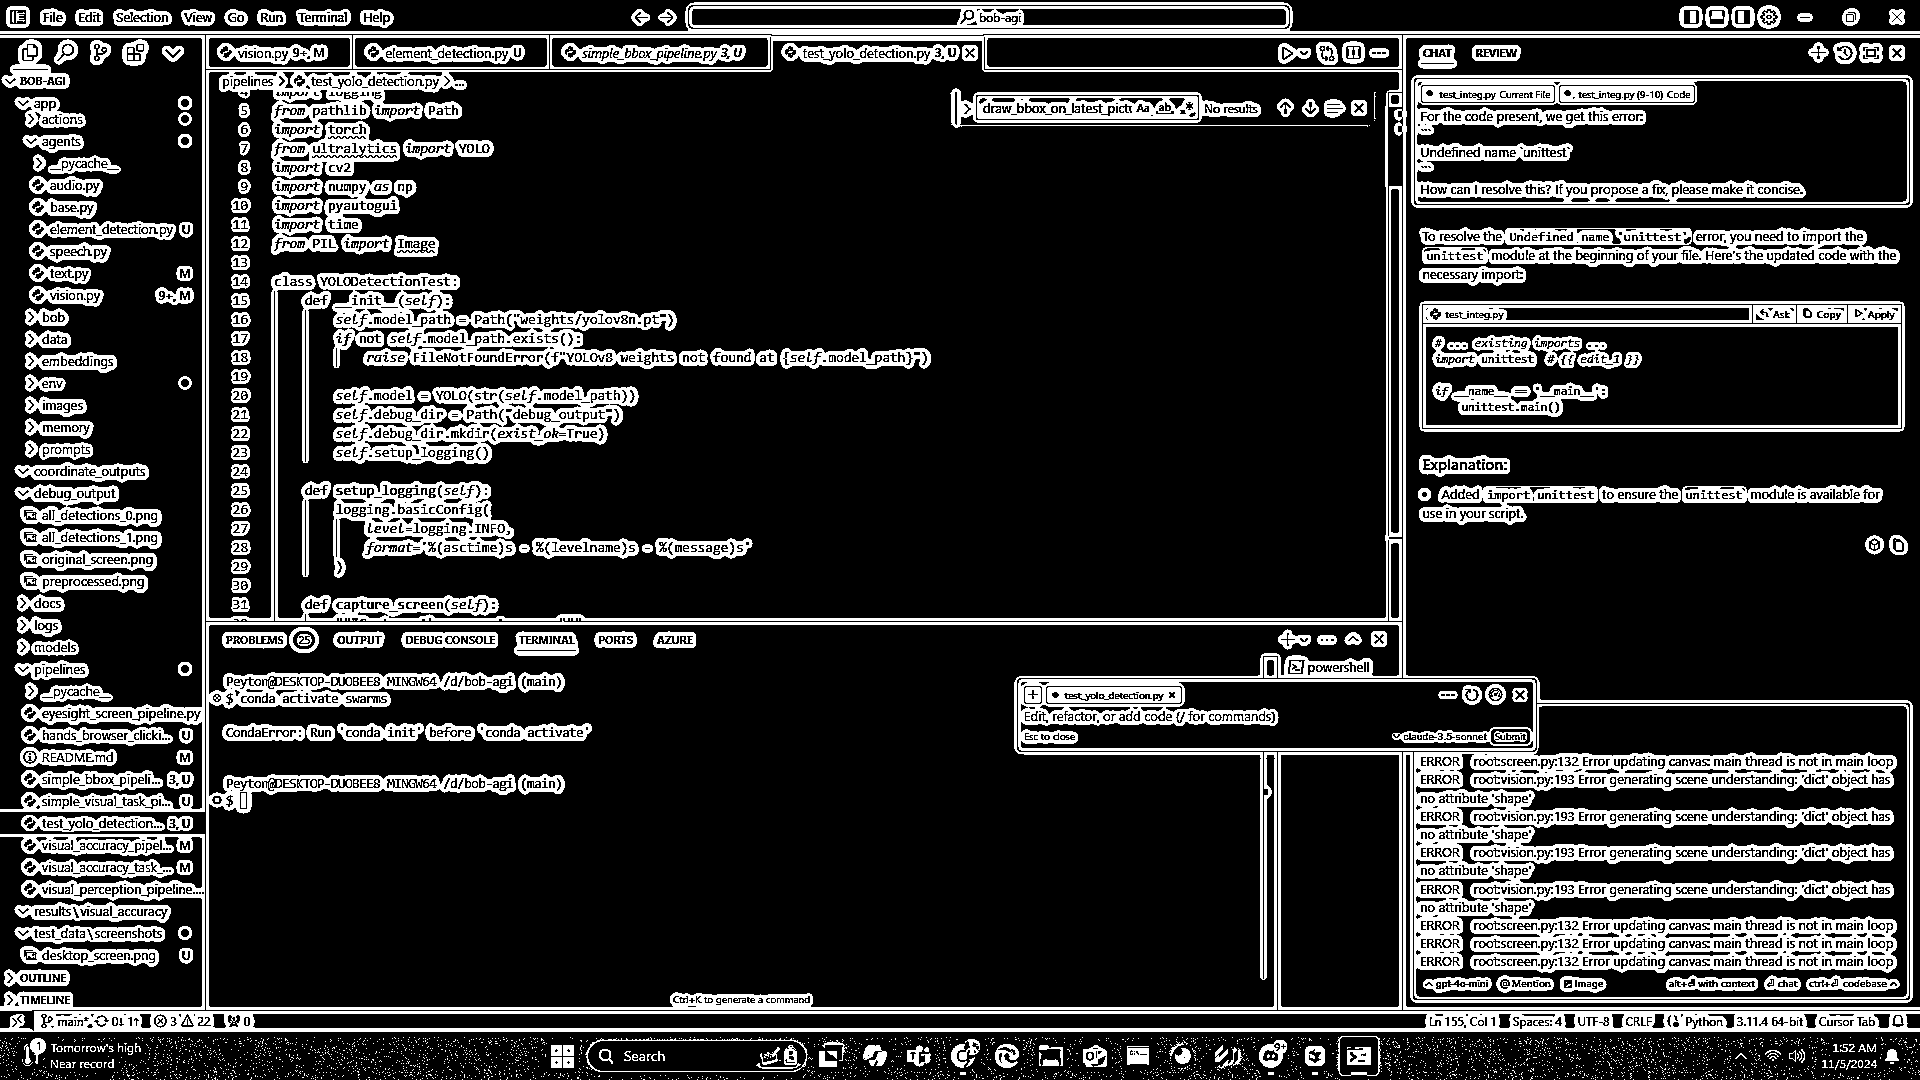 File Edit Selection View Go Run Terminal Help
bob-agi
BOB-AGI
app
actions
agents
__pycache__
audio.py
base.py
element_detection.py U
speech.py
text.py M
vision.py 9+, M
bob
data
embeddings
env
images
memory
prompts
coordinate_outputs
debug_output
all_detections_0.png
all_detections_1.png
original_screen.png
preprocessed.png
docs
logs
models
pipelines
__pycache__
eyesight_screen_pipeline.py
hands_browser_clicki... U
README.md M
simple_bbox_pipeli... 3, U
simple_visual_task_pi... U
test_yolo_detection... 3, U
visual_accuracy_pipel... M
visual_accuracy_task_... M
visual_perception_pipeline....
results\visual_accuracy
test_data\screenshots
desktop_screen.png U
OUTLINE
TIMELINE
vision.py 9+, M
element_detection.py U
simple_bbox_pipeline.py 3, U
test_yolo_detection.py 3, U
pipelines > test_yolo_detection.py > ...
draw_bbox_on_latest_pictu Aa ab .* No results
4 import logging
5 from pathlib import Path
6 import torch
7 from ultralytics import YOLO
8 import cv2
9 import numpy as np
10 import pyautogui
11 import time
12 from PIL import Image
13
14 class YOLODetectionTest:
15 def __init__(self):
16 self.model_path = Path("weights/yolov8n.pt")
17 if not self.model_path.exists():
18 raise FileNotFoundError(f"YOLOv8 weights not found at {self.model_path}")
19
20 self.model = YOLO(str(self.model_path))
21 self.debug_dir = Path("debug_output")
22 self.debug_dir.mkdir(exist_ok=True)
23 self.setup_logging()
24
25 def setup_logging(self):
26 logging.basicConfig(
27 level=logging.INFO,
28 format='%(asctime)s - %(levelname)s - %(message)s'
29 )
30
31 def capture_screen(self):
PROBLEMS 25 OUTPUT DEBUG CONSOLE TERMINAL PORTS AZURE
powershell
Peyton@DESKTOP-DUOBEE8 MINGW64 /d/bob-agi (main)
$ conda activate swarms
CondaError: Run 'conda init' before 'conda activate'
Peyton@DESKTOP-DUOBEE8 MINGW64 /d/bob-agi (main)
$
Ctrl+K to generate a command
+ test_yolo_detection.py ×
Edit, refactor, or add code (/ for commands)
Esc to close
claude-3.5-sonnet Submit
CHAT REVIEW
test_integ.py Current File test_integ.py (9-10) Code
For the code present, we get this error:
```
Undefined name `unittest`
```
How can I resolve this? If you propose a fix, please make it concise.
To resolve the Undefined name 'unittest' error, you need to import the
unittest module at the beginning of your file. Here's the updated code with the
necessary import:
test_integ.py Ask Copy Apply
# ... existing imports ...
import unittest # {{ edit_1 }}
if __name__ == '__main__':
unittest.main()
Explanation:
Added import unittest to ensure the unittest module is available for
use in your script.
ERROR root:screen.py:132 Error updating canvas: main thread is not in main loop
ERROR root:vision.py:193 Error generating scene understanding: 'dict' object has
no attribute 'shape'
ERROR root:vision.py:193 Error generating scene understanding: 'dict' object has
no attribute 'shape'
ERROR root:vision.py:193 Error generating scene understanding: 'dict' object has
no attribute 'shape'
ERROR root:vision.py:193 Error generating scene understanding: 'dict' object has
no attribute 'shape'
ERROR root:screen.py:132 Error updating canvas: main thread is not in main loop
ERROR root:screen.py:132 Error updating canvas: main thread is not in main loop
ERROR root:screen.py:132 Error updating canvas: main thread is not in main loop
gpt-4o-mini @ Mention Image alt+⏎ with context ⏎ chat ctrl+⏎ codebase
main* 0↓ 1↑ 3 22 0
Ln 155, Col 1 Spaces: 4 UTF-8 CRLF Python 3.11.4 64-bit Cursor Tab
1 Tomorrow's high
Near record
Search
9+
1:52 AM
11/5/2024